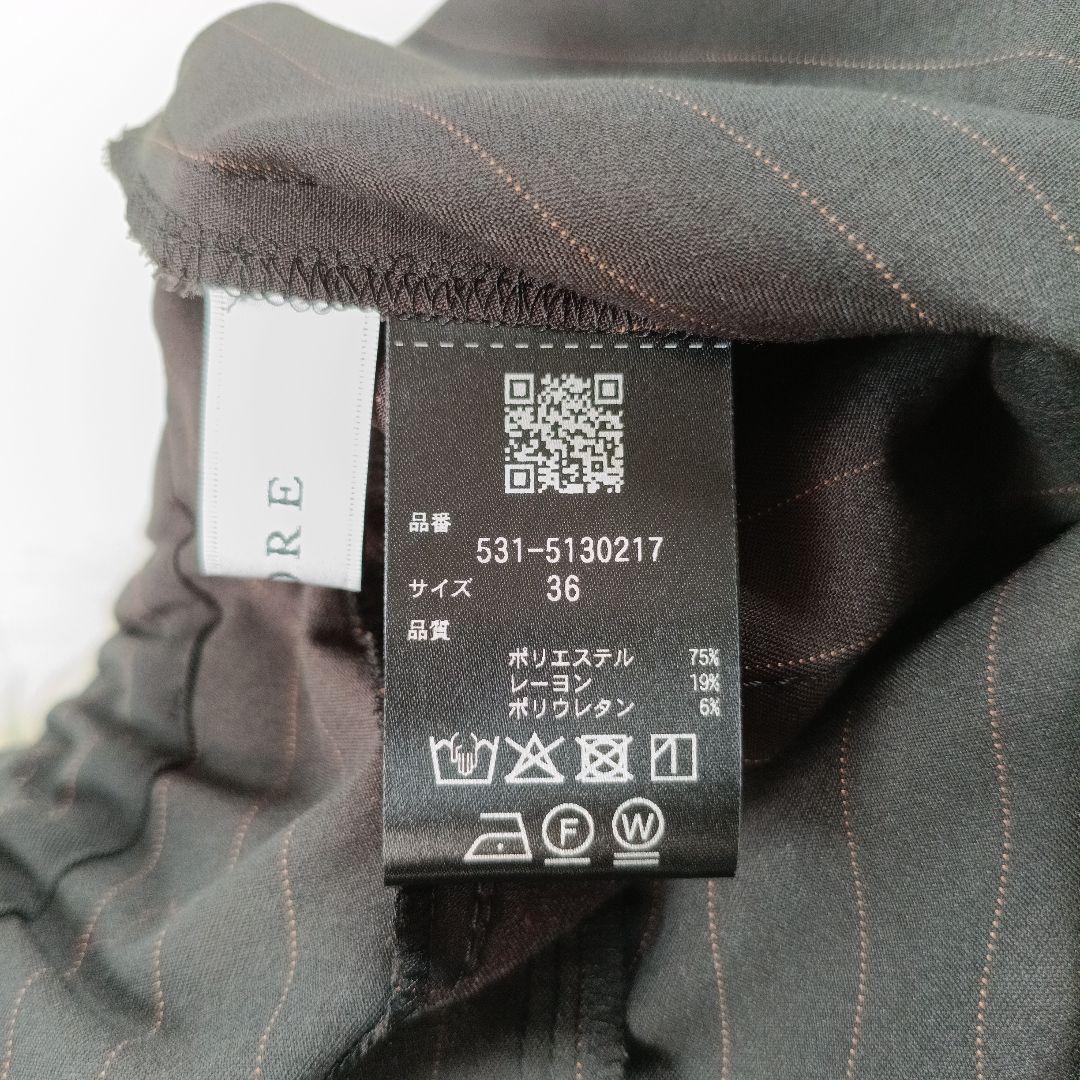 ORE
品番
531-5130217
サイズ 36
品質
ポリエステル 75%
レーヨン 19%
ポリウレタン 6%
F W